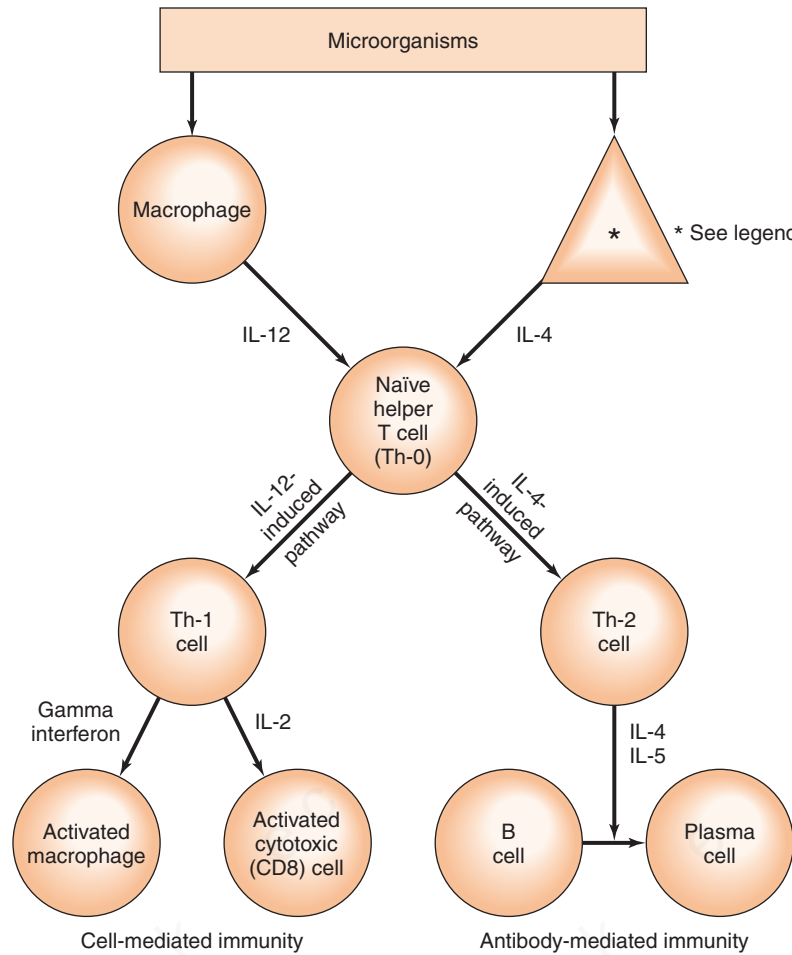 Microorganisms
Macrophage
*
* See legend
IL-12
IL-4
Naïve
helper
T cell
(Th-0)
IL-12-
induced
pathway
IL-4-
induced
pathway
Th-1
cell
Th-2
cell
Gamma
interferon
IL-2
IL-4
IL-5
Activated
macrophage
Activated
cytotoxic
(CD8) cell
B
cell
Plasma
cell
Cell-mediated immunity
Antibody-mediated immunity